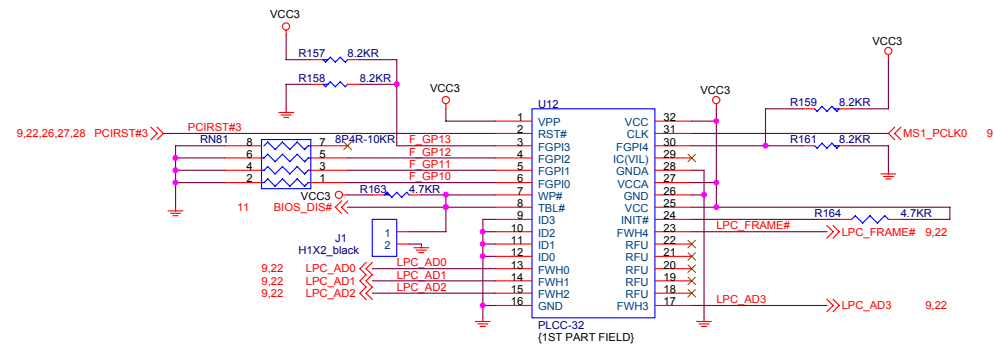 VCC3
R157 8.2KR
R158 8.2KR
VCC3
VCC3
VCC3
R159 8.2KR
U12
9,22,26,27,28 PCIRST#3 PCIRST#3
RN81 8P4R-10KR
8 7
6 5
4 3
2 1
F_GP13
F_GP12
F_GP11
F_GP10
VCC3 R163 4.7KR
11 BIOS_DIS#
J1
H1X2_black
1
2
9,22 LPC_AD0 LPC_AD0
9,22 LPC_AD1 LPC_AD1
9,22 LPC_AD2 LPC_AD2
1 VPP VCC 32
2 RST# CLK 31
3 FGPI3 FGPI4 30
4 FGPI2 IC(VIL) 29
5 FGPI1 GNDA 28
6 FGPI0 VCCA 27
7 WP# GND 26
8 TBL# VCC 25
9 ID3 INIT# 24
10 ID2 FWH4 23
11 ID1 RFU 22
12 ID0 RFU 21
13 FWH0 RFU 20
14 FWH1 RFU 19
15 FWH2 RFU 18
16 GND FWH3 17
PLCC-32
{1ST PART FIELD}
MS1_PCLK0 9
R161 8.2KR
R164 4.7KR
LPC_FRAME# LPC_FRAME# 9,22
LPC_AD3 LPC_AD3 9,22